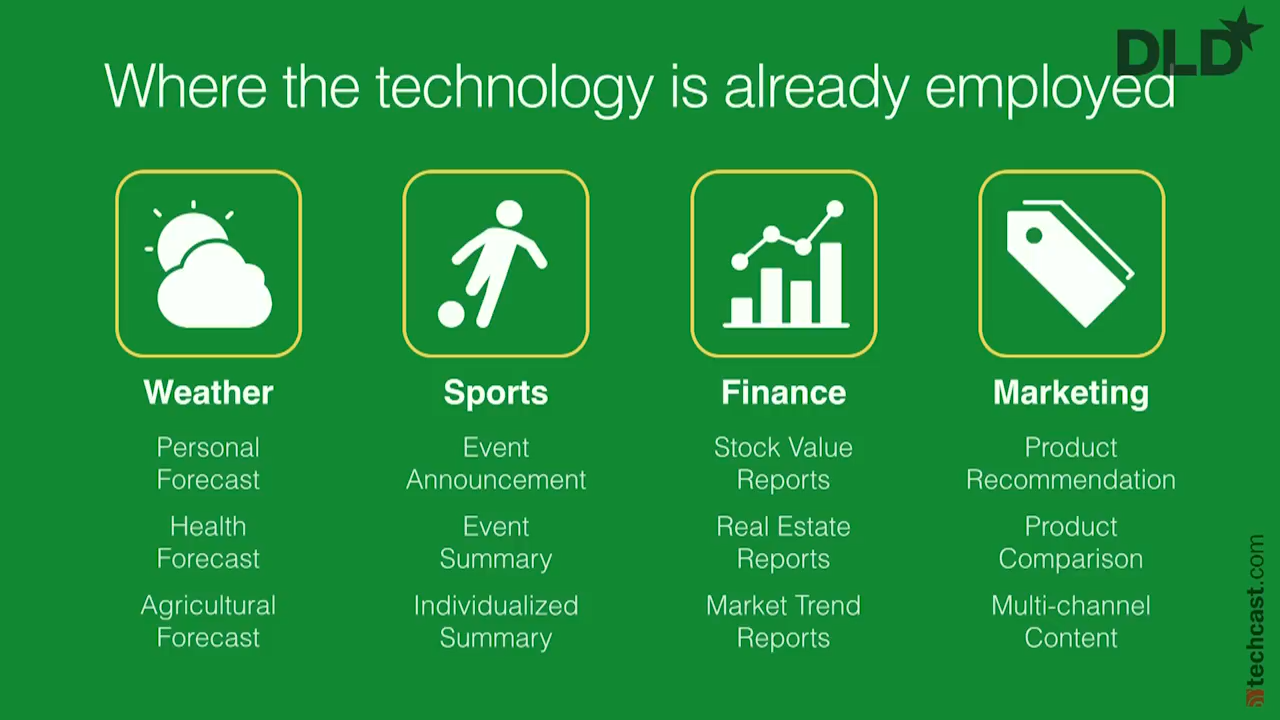 DLD
Where the technology is already employed
Weather
Personal
Forecast
Health
Forecast
Agricultural
Forecast
Sports
Event
Announcement
Event
Summary
Individualized
Summary
Finance
Stock Value
Reports
Real Estate
Reports
Market Trend
Reports
Marketing
Product
Recommendation
Product
Comparison
Multi-channel
Content
techcast.com